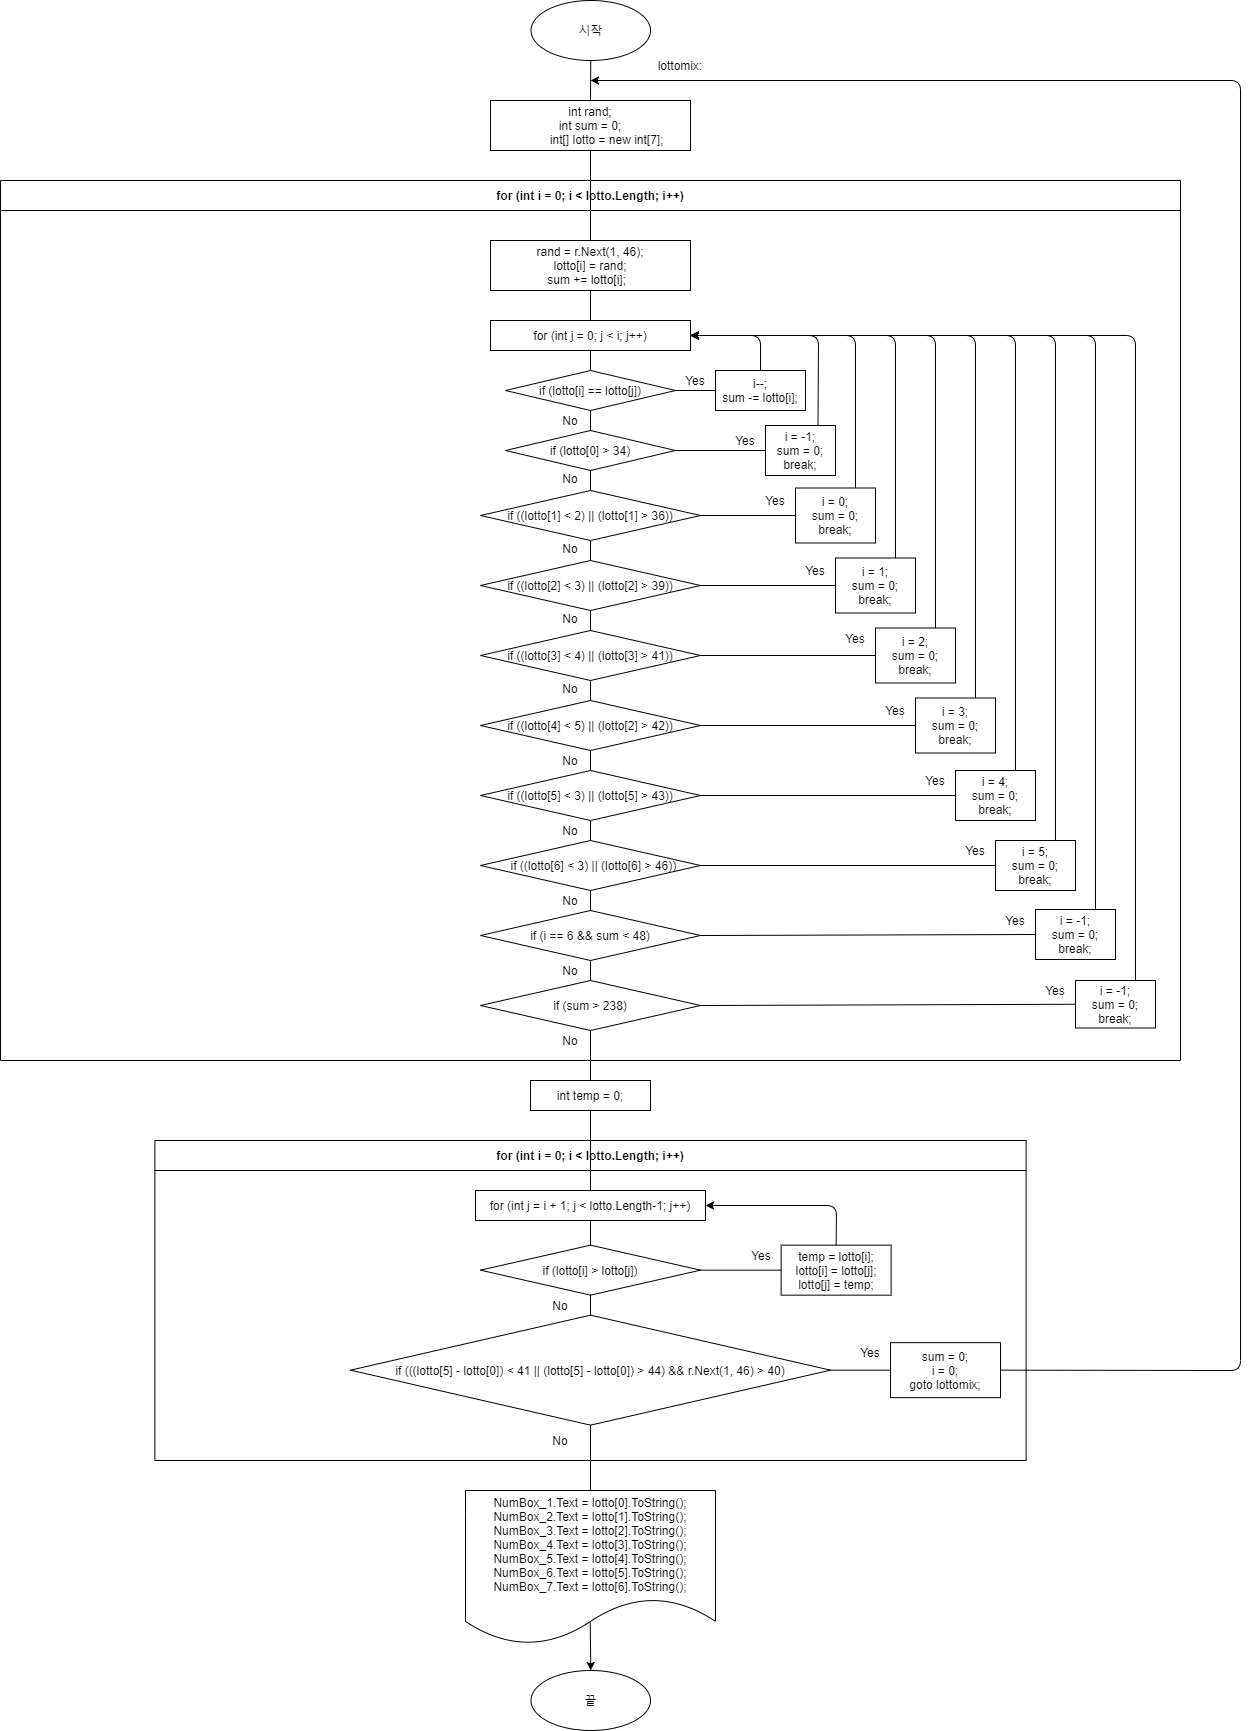 시작
lottomix:
int rand;
int sum = 0;
int[] lotto = new int[7];
for (int i = 0; i < lotto.Length; i++)
rand = r.Next(1, 46);
lotto[i] = rand;
sum += lotto[i];
for (int j = 0; j < i; j++)
if (lotto[i] == lotto[j])
Yes
i--;
sum -= lotto[i];
No
if (lotto[0] > 34)
Yes
i = -1;
sum = 0;
break;
No
if ((lotto[1] < 2) || (lotto[1] > 36))
Yes
i = 0;
sum = 0;
break;
No
if ((lotto[2] < 3) || (lotto[2] > 39))
Yes
i = 1;
sum = 0;
break;
No
if ((lotto[3] < 4) || (lotto[3] > 41))
Yes
i = 2;
sum = 0;
break;
No
if ((lotto[4] < 5) || (lotto[2] > 42))
Yes
i = 3;
sum = 0;
break;
No
if ((lotto[5] < 3) || (lotto[5] > 43))
Yes
i = 4;
sum = 0;
break;
No
if ((lotto[6] < 3) || (lotto[6] > 46))
Yes
i = 5;
sum = 0;
break;
No
if (i == 6 && sum < 48)
Yes
i = -1;
sum = 0;
break;
No
if (sum > 238)
Yes
i = -1;
sum = 0;
break;
No
int temp = 0;
for (int i = 0; i < lotto.Length; i++)
for (int j = i + 1; j < lotto.Length-1; j++)
if (lotto[i] > lotto[j])
Yes
temp = lotto[i];
lotto[i] = lotto[j];
lotto[j] = temp;
No
if (((lotto[5] - lotto[0]) < 41 || (lotto[5] - lotto[0]) > 44) && r.Next(1, 46) > 40)
Yes
sum = 0;
i = 0;
goto lottomix;
No
NumBox_1.Text = lotto[0].ToString();
NumBox_2.Text = lotto[1].ToString();
NumBox_3.Text = lotto[2].ToString();
NumBox_4.Text = lotto[3].ToString();
NumBox_5.Text = lotto[4].ToString();
NumBox_6.Text = lotto[5].ToString();
NumBox_7.Text = lotto[6].ToString();
끝